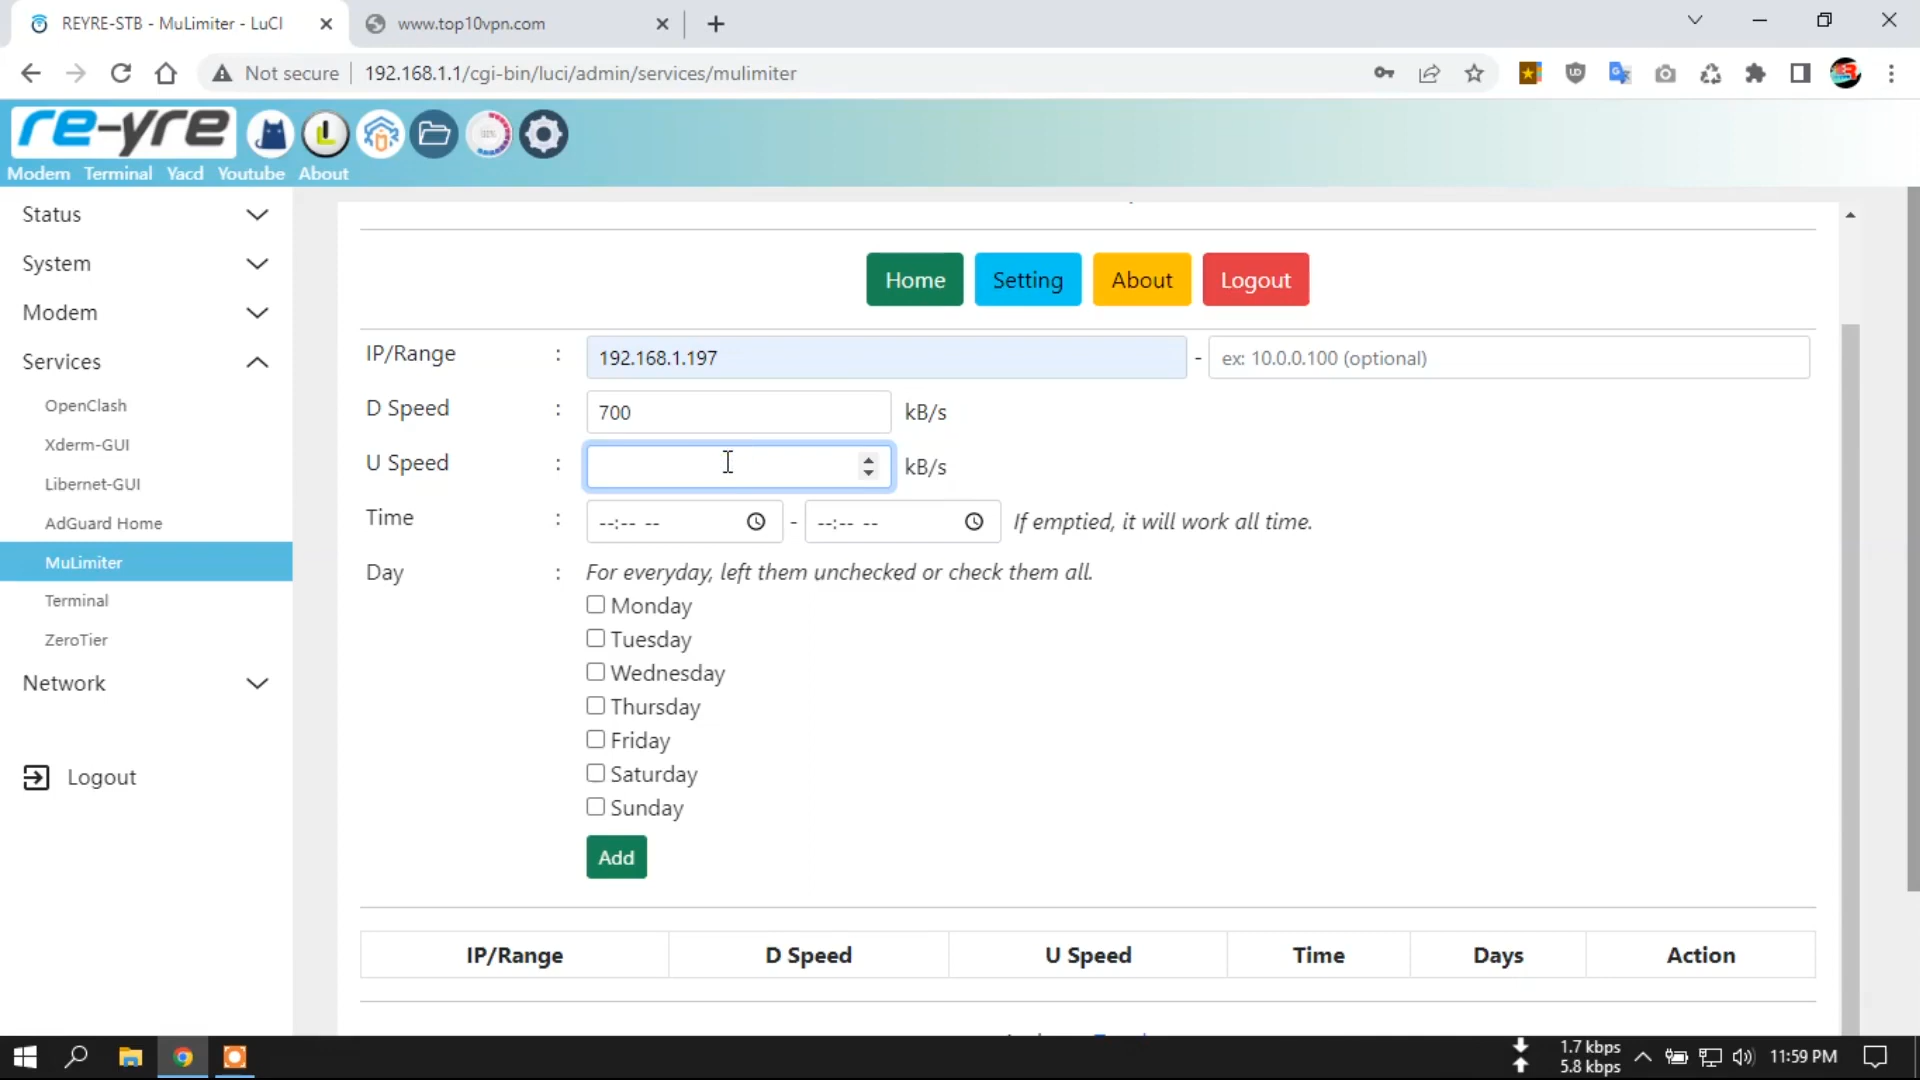 REYRE-STB - MuLimiter - LuCI
www.top10vpn.com
Not secure
192.168.1.1/cgi-bin/luci/admin/services/mulimiter
re-yre
Modem Terminal Yacd Youtube About
Status
System
Modem
Services
OpenClash
Xderm-GUI
Libernet-GUI
AdGuard Home
MuLimiter
Terminal
ZeroTier
Network
Logout
Home Setting About Logout
IP/Range : 192.168.1.197 - ex: 10.0.0.100 (optional)
D Speed : 700 kB/s
U Speed : kB/s
Time : --:-- -- - --:-- -- If emptied, it will work all time.
Day : For everyday, left them unchecked or check them all.
Monday
Tuesday
Wednesday
Thursday
Friday
Saturday
Sunday
Add
IP/Range D Speed U Speed Time Days Action
1.7 kbps
5.8 kbps
11:59 PM